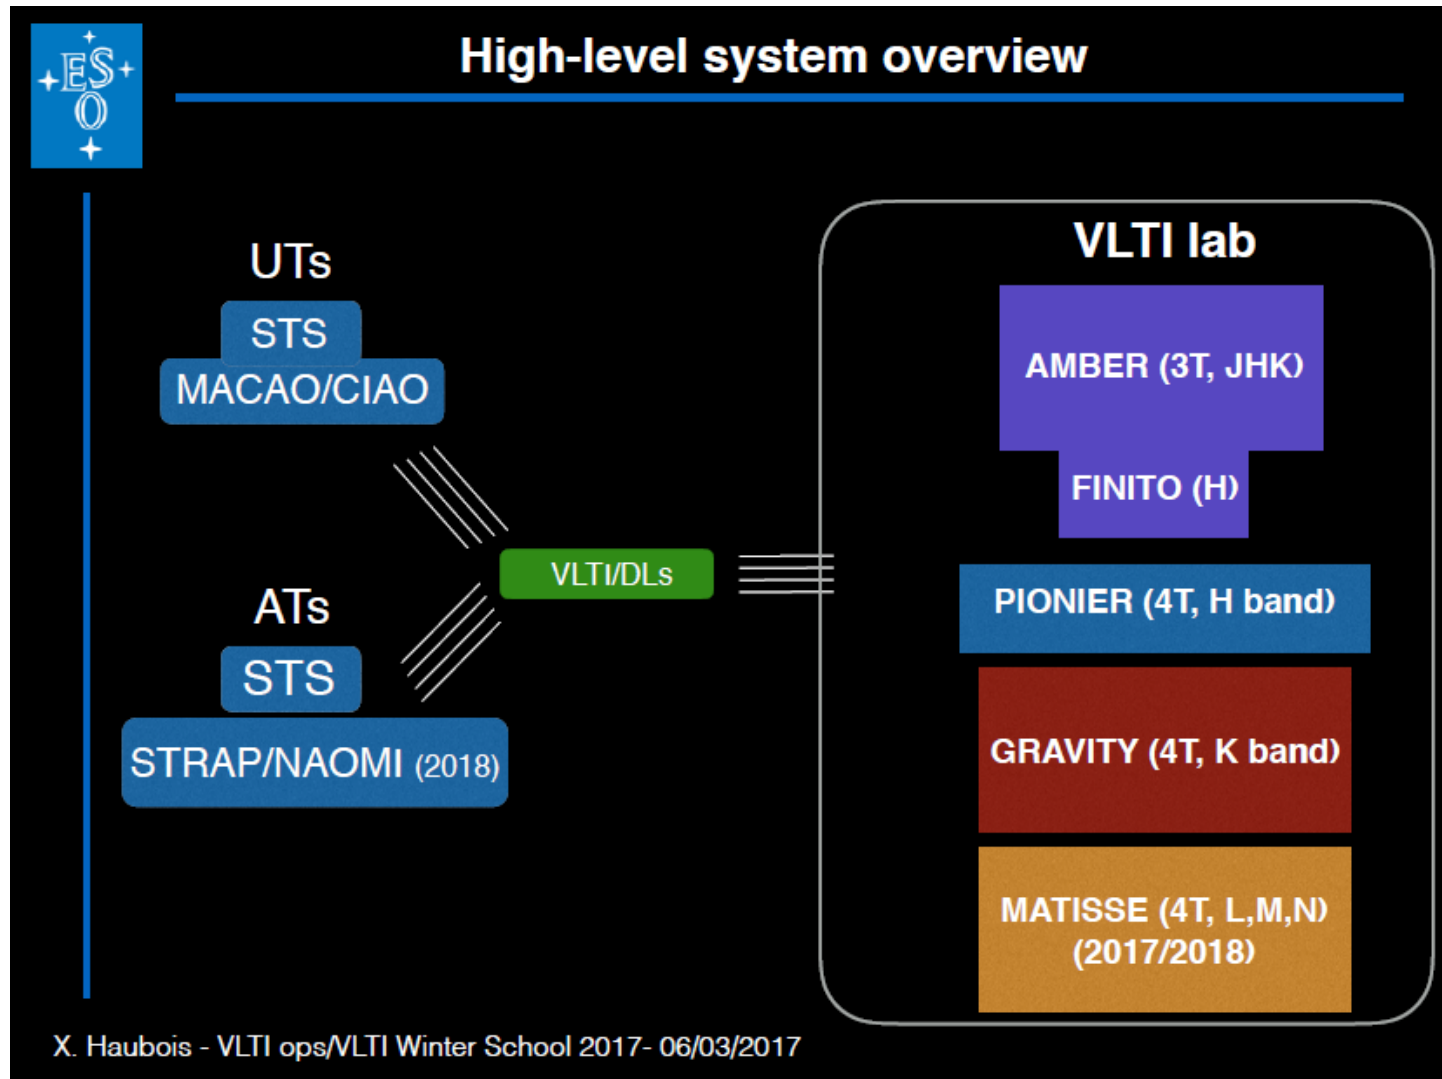 ESO
High-level system overview
UTs
STS
MACAO/CIAO
ATs
STS
STRAP/NAOMI (2018)
VLTI/DLs
VLTI lab
AMBER (3T, JHK)
FINITO (H)
PIONIER (4T, H band)
GRAVITY (4T, K band)
MATISSE (4T, L,M,N)
(2017/2018)
X. Haubois - VLTI ops/VLTI Winter School 2017- 06/03/2017